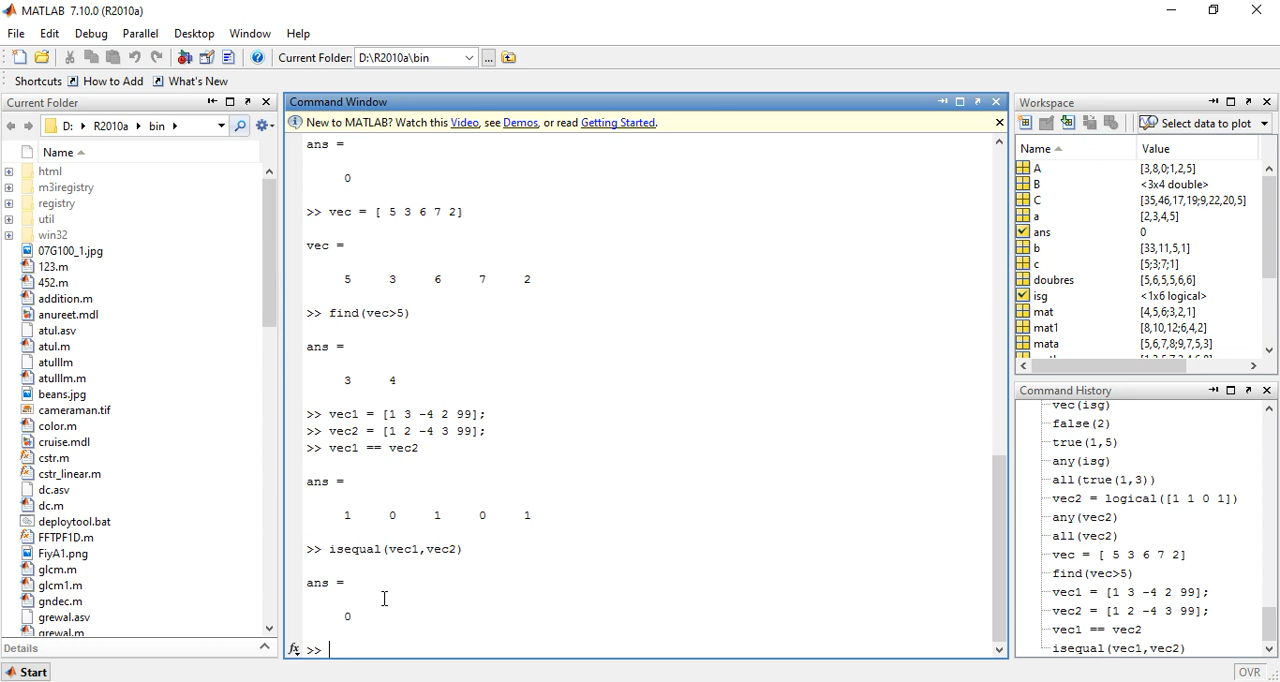 MATLAB 7.10.0 (R2010a)
File Edit Debug Parallel Desktop Window Help
Current Folder: D:\R2010a\bin ...
Shortcuts How to Add What's New
Current Folder
D: R2010a bin
Name
html
m3iregistry
registry
util
win32
07G100_1.jpg
123.m
452.m
addition.m
anureet.mdl
atul.asv
atul.m
atulllm
atulllm.m
beans.jpg
cameraman.tif
color.m
cruise.mdl
cstr.m
cstr_linear.m
dc.asv
dc.m
deploytool.bat
FFTPF1D.m
FiyA1.png
glcm.m
glcm1.m
gndec.m
grewal.asv
grewal.m
Details
Start
Command Window
New to MATLAB? Watch this Video, see Demos, or read Getting Started.
ans =
0
>> vec = [ 5 3 6 7 2]
vec =
5 3 6 7 2
>> find(vec>5)
ans =
3 4
>> vec1 = [1 3 -4 2 99];
>> vec2 = [1 2 -4 3 99];
>> vec1 == vec2
ans =
1 0 1 0 1
>> isequal(vec1,vec2)
ans =
0
fx >>
Workspace
Select data to plot
Name Value
A [3,8,0;1,2,5]
B <3x4 double>
C [35,46,17,19;9,22,20,5]
a [2,3,4,5]
ans 0
b [33,11,5,1]
c [5;3;7;1]
doubres [5,6,5,5,6,6]
isg <1x6 logical>
mat [4,5,6;3,2,1]
mat1 [8,10,12;6,4,2]
mata [5,6,7,8;9,7,5,3]
Command History
vec(isg)
false(2)
true(1,5)
any(isg)
all(true(1,3))
vec2 = logical([1 1 0 1])
any(vec2)
all(vec2)
vec = [ 5 3 6 7 2]
find(vec>5)
vec1 = [1 3 -4 2 99];
vec2 = [1 2 -4 3 99];
vec1 == vec2
isequal(vec1,vec2)
OVR